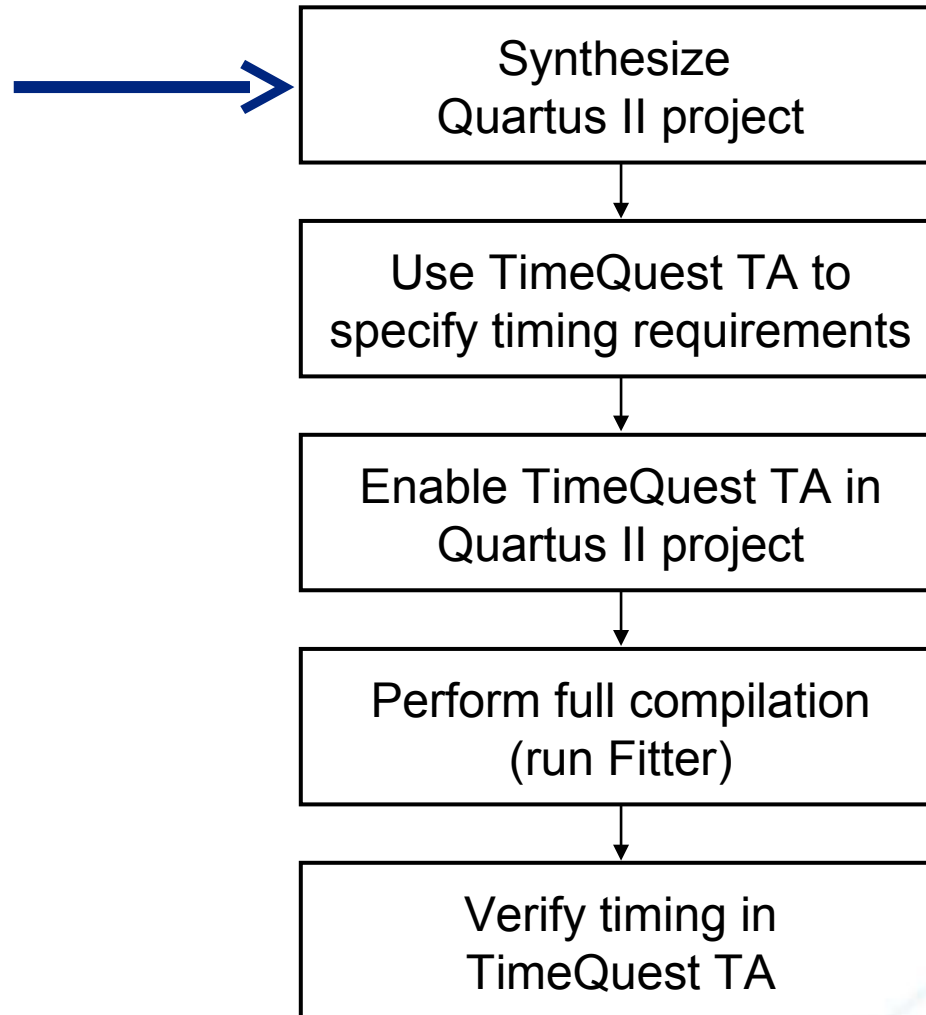 Synthesize
Quartus II project
Use TimeQuest TA to
specify timing requirements
Enable TimeQuest TA in
Quartus II project
Perform full compilation
(run Fitter)
Verify timing in
TimeQuest TA